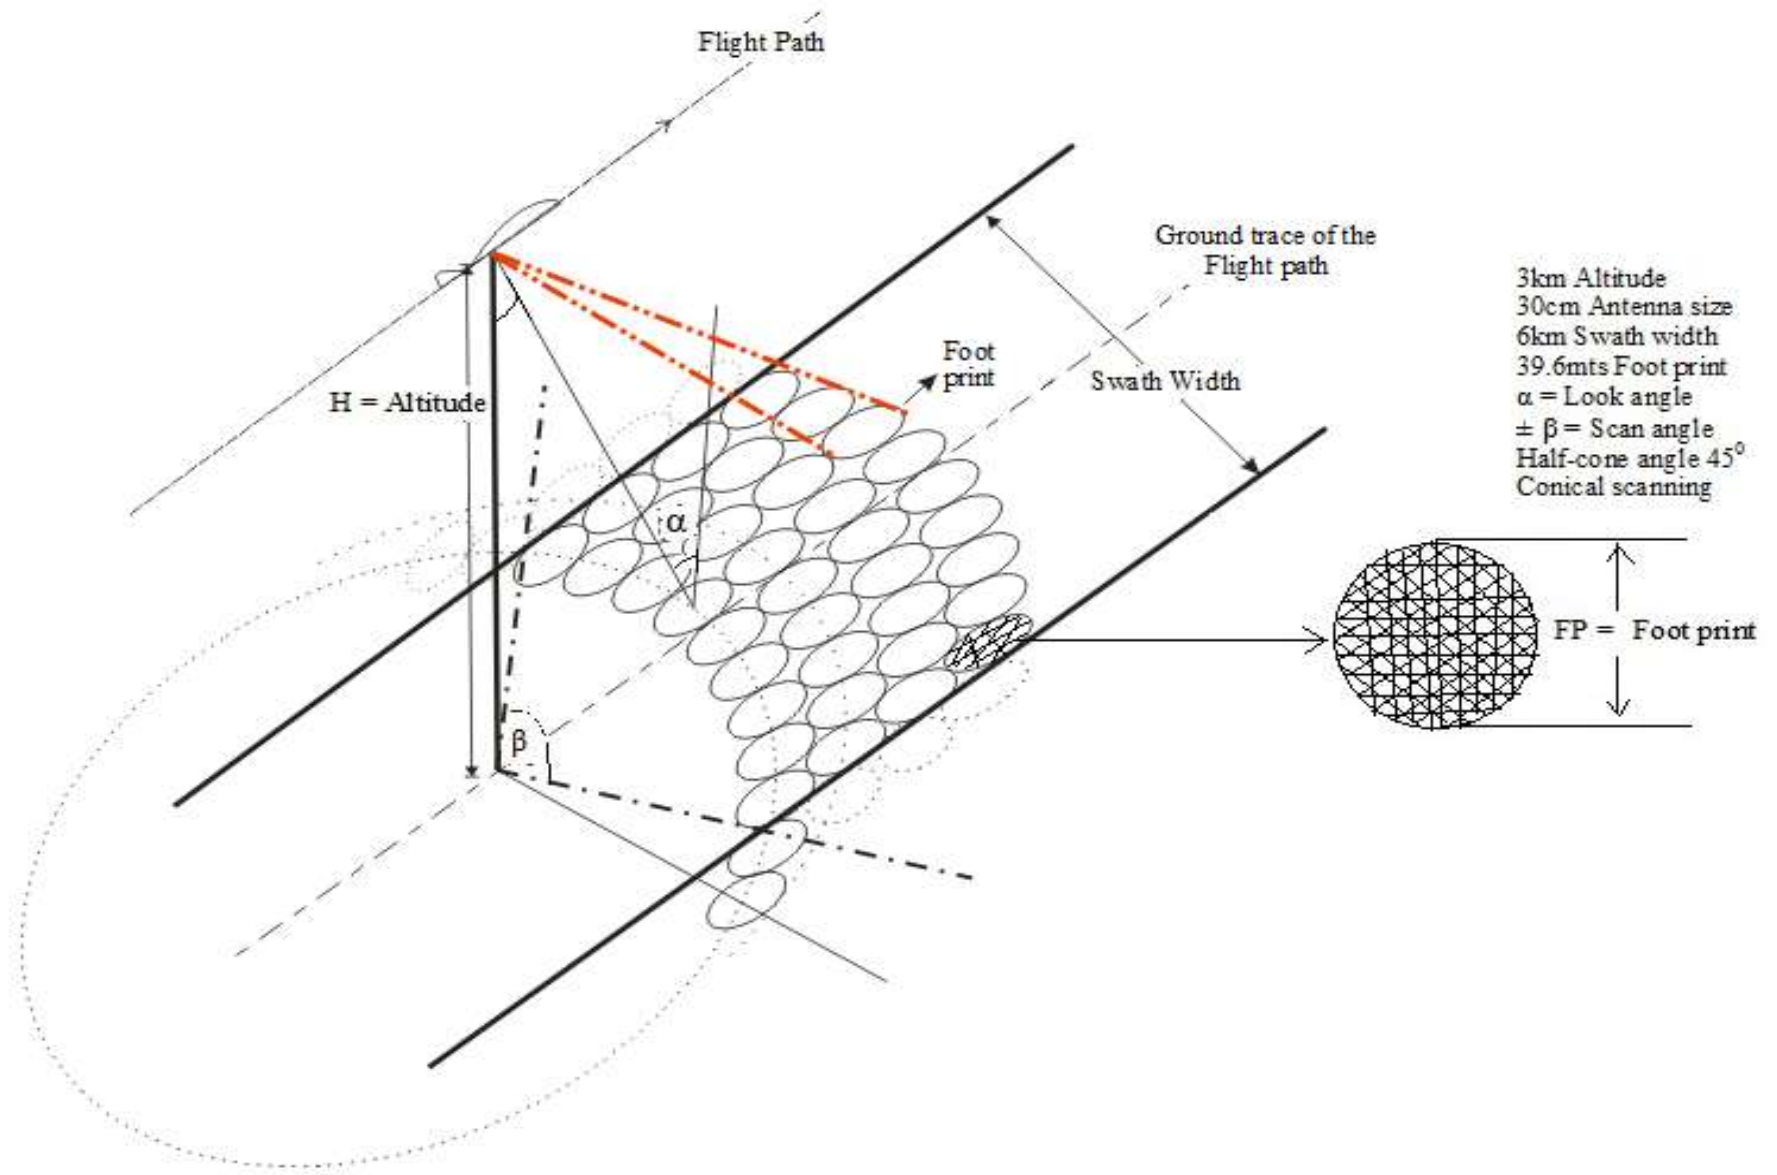 Flight Path
Ground trace of the
Flight path
3km Altitude
30cm Antenna size
6km Swath width
39.6mts Foot print
α = Look angle
± β = Scan angle
Half-cone angle 45⁰
Conical scanning
Foot
print
Swath Width
H = Altitude
α
FP = Foot print
β